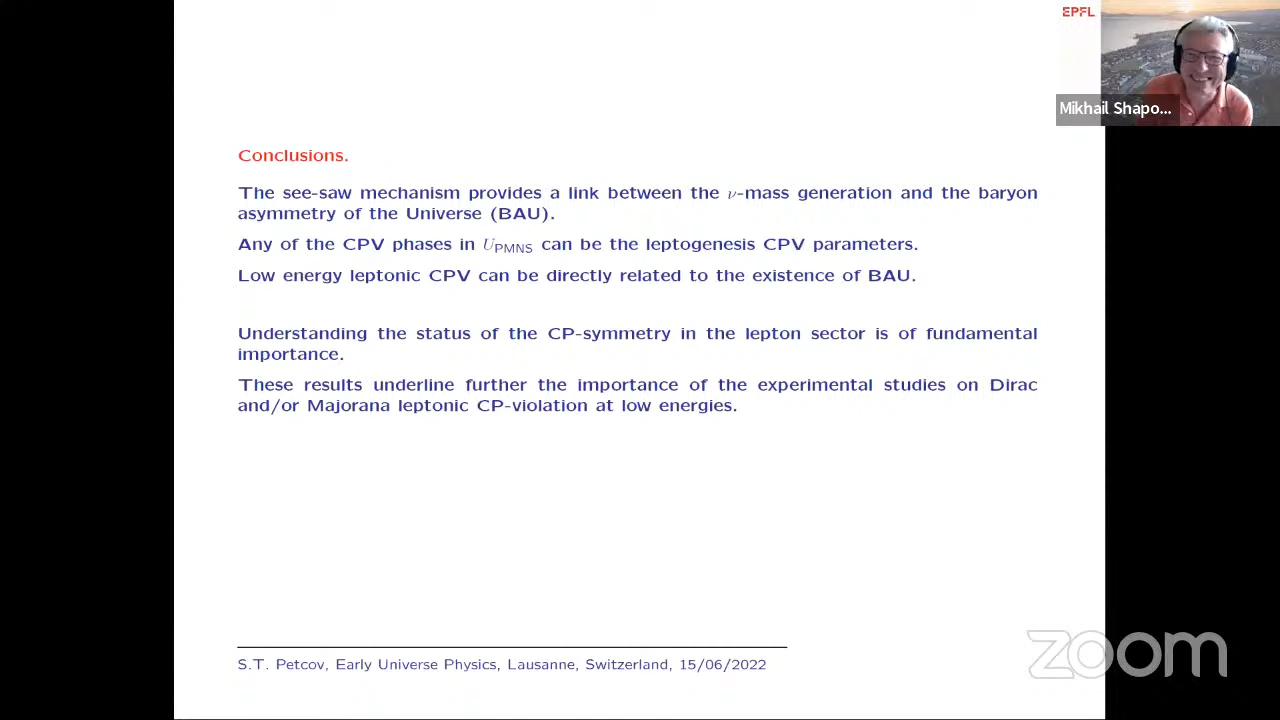 EPFL
Mikhail Shapo...
Conclusions.
The see-saw mechanism provides a link between the ν-mass generation and the baryon
asymmetry of the Universe (BAU).
Any of the CPV phases in U_PMNS can be the leptogenesis CPV parameters.
Low energy leptonic CPV can be directly related to the existence of BAU.
Understanding the status of the CP-symmetry in the lepton sector is of fundamental
importance.
These results underline further the importance of the experimental studies on Dirac
and/or Majorana leptonic CP-violation at low energies.
S.T. Petcov, Early Universe Physics, Lausanne, Switzerland, 15/06/2022
zoom